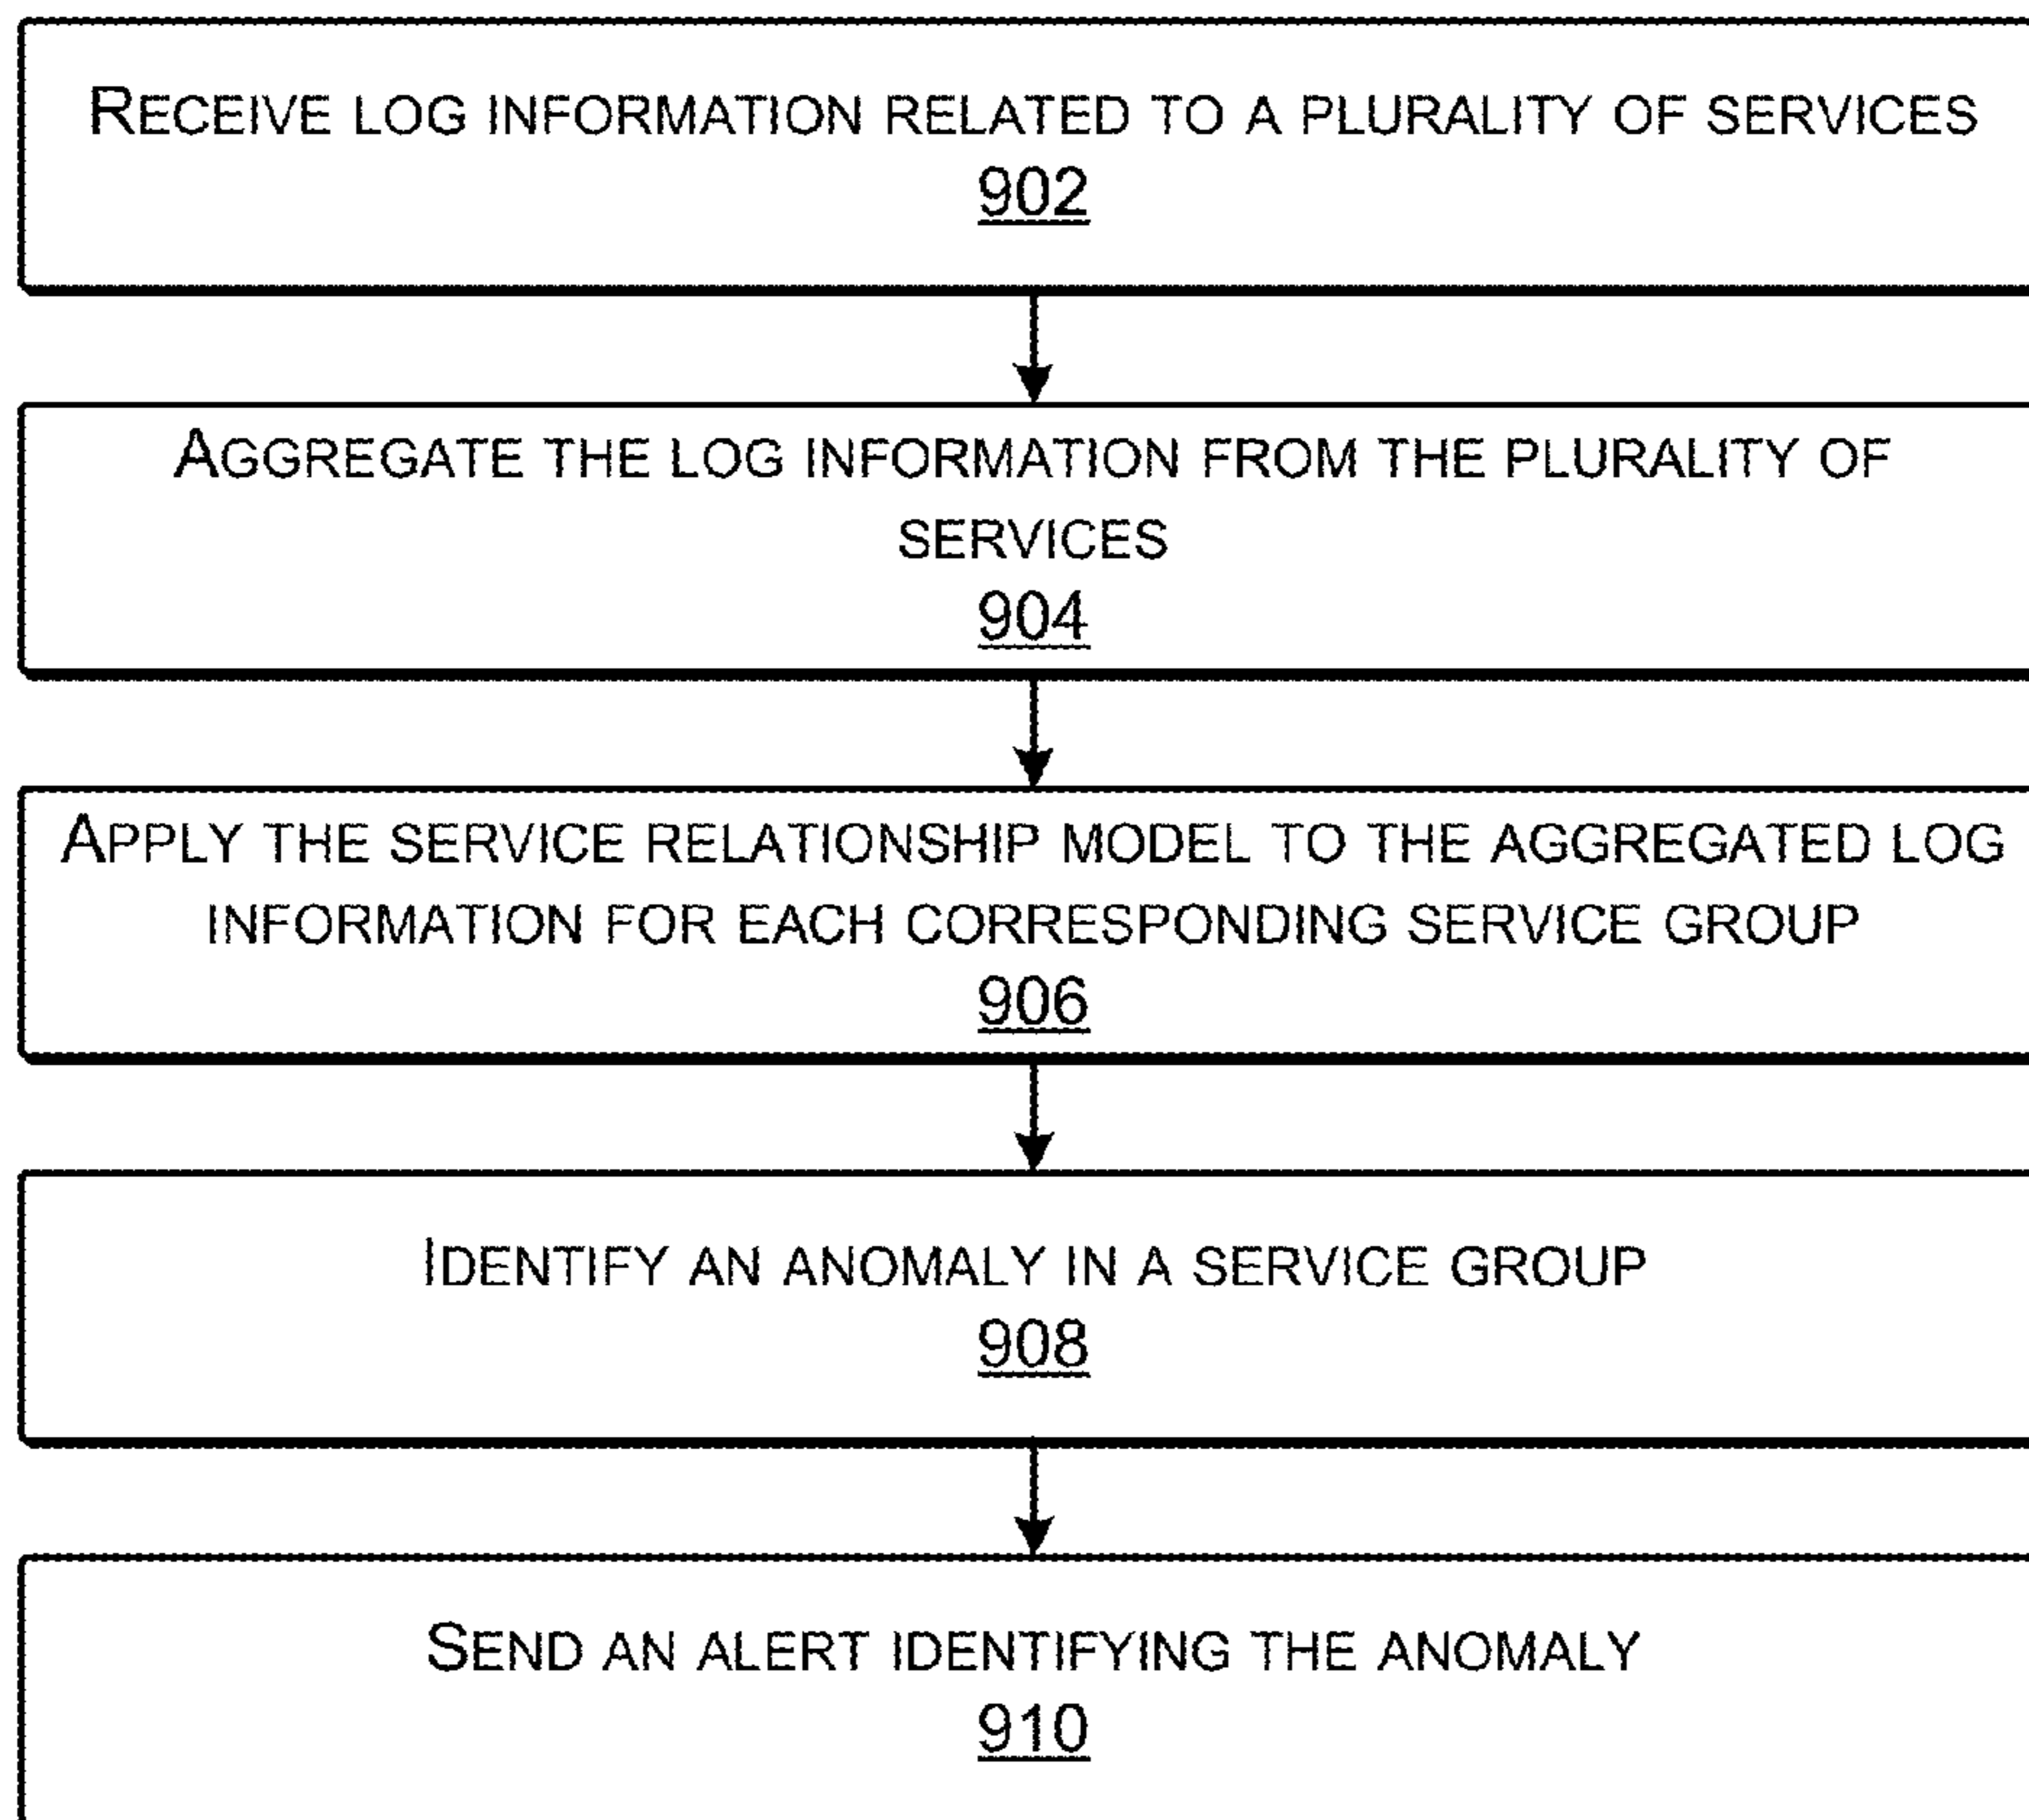 RECEIVE LOG INFORMATION RELATED TO A PLURALITY OF SERVICES
902
AGGREGATE THE LOG INFORMATION FROM THE PLURALITY OF
SERVICES
904
APPLY THE SERVICE RELATIONSHIP MODEL TO THE AGGREGATED LOG
INFORMATION FOR EACH CORRESPONDING SERVICE GROUP
906
IDENTIFY AN ANOMALY IN A SERVICE GROUP
908
SEND AN ALERT IDENTIFYING THE ANOMALY
910